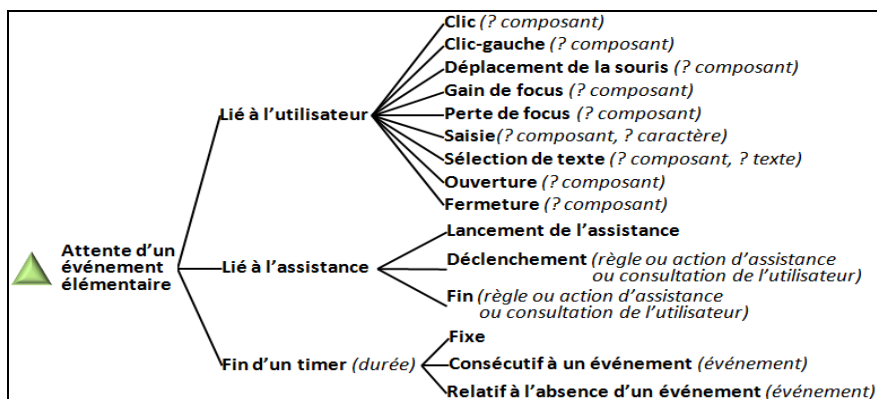 Clic (? composant)
Clic-gauche (? composant)
Déplacement de la souris (? composant)
Gain de focus (? composant)
Lié à l'utilisateur
Perte de focus (? composant)
Saisie(? composant, ? caractère)
Sélection de texte (? composant, ? texte)
Ouverture (? composant)
Fermeture (? composant)
Attente d'un
événement
élémentaire
Lié à l'assistance
Lancement de l'assistance
Déclenchement (règle ou action d'assistance
ou consultation de l'utilisateur)
Fin (règle ou action d'assistance
ou consultation de l'utilisateur)
Fin d'un timer (durée)
Fixe
Consécutif à un événement (événement)
Relatif à l'absence d'un événement (événement)